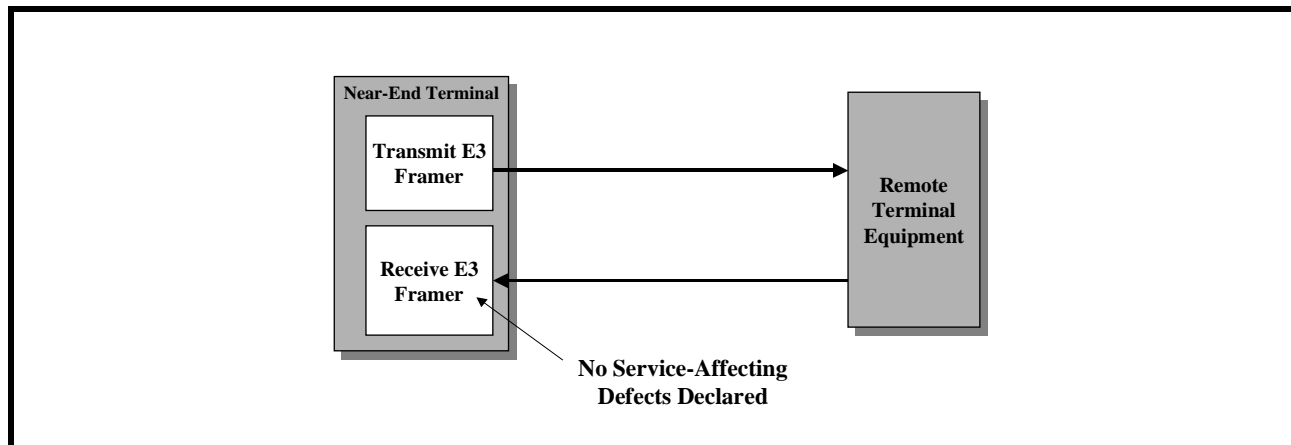 Near-End Terminal
Transmit E3
Framer
Receive E3
Framer
Remote
Terminal
Equipment
No Service-Affecting
Defects Declared